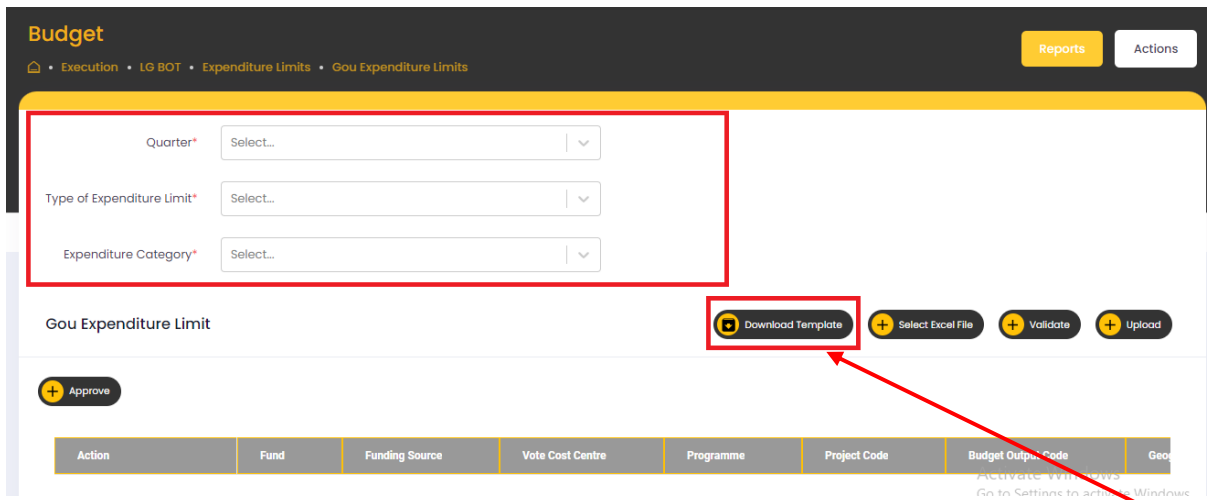 Budget
Reports
Actions
Execution • LG BOT • Expenditure Limits • Gou Expenditure Limits
Quarter*
Select...
Type of Expenditure Limit*
Select...
Expenditure Category*
Select...
Gou Expenditure Limit
Download Template
Select Excel File
Validate
Upload
Approve
Action Fund Funding Source Vote Cost Centre Programme Project Code Budget Output Code Geog
Activate Windows
Go to Settings to activate Windows